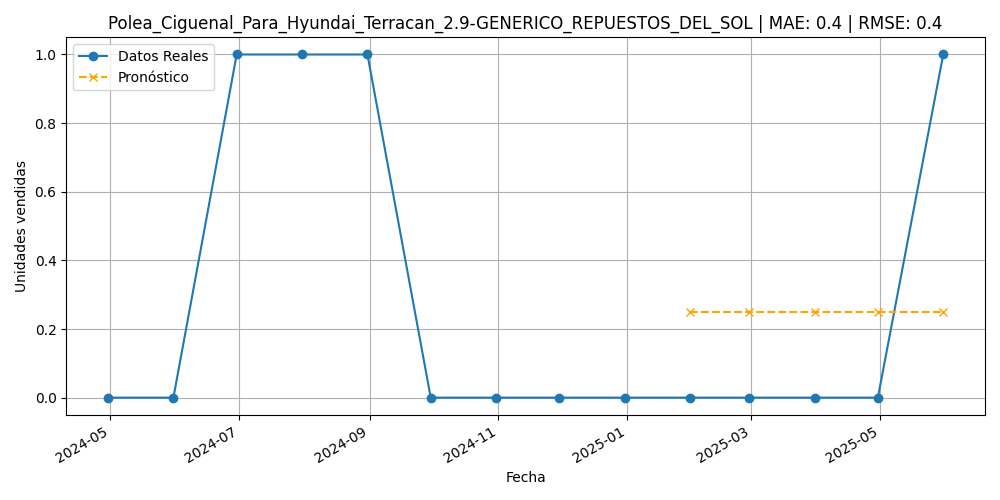 Polea_Ciguenal_Para_Hyundai_Terracan_2.9-GENERICO_REPUESTOS_DEL_SOL | MAE: 0.4 | RMSE: 0.4
Datos Reales
Pronóstico
Unidades vendidas
1.0
0.8
0.6
0.4
0.2
0.0
2024-05
2024-07
2024-09
2024-11
2025-01
2025-03
2025-05
Fecha